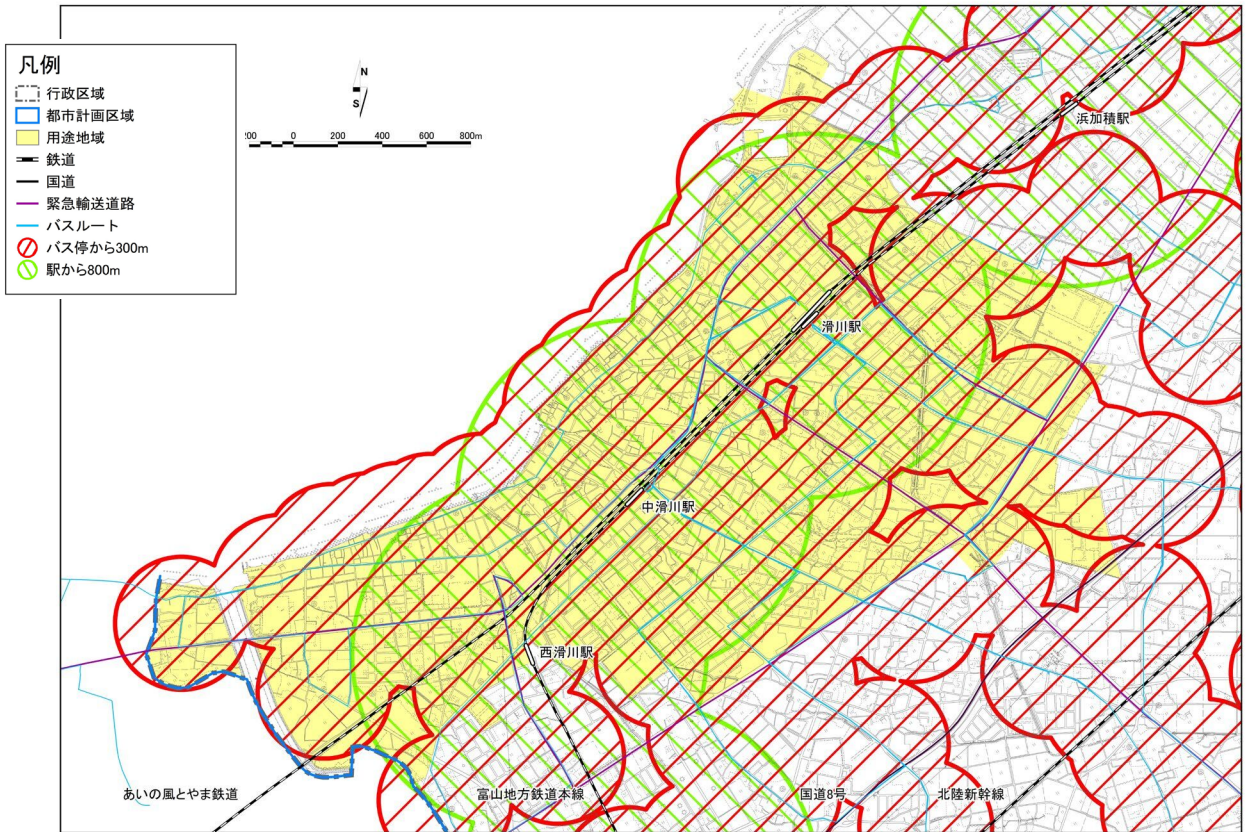 凡例
行政区域
都市計画区域
用途地域
鉄道
国道
緊急輸送道路
バスルート
バス停から300m
駅から800m
N
S
200 0 200 400 600 800m
浜加積駅
滑川駅
中滑川駅
西滑川駅
あいの風とやま鉄道
富山地方鉄道本線
国道8号
北陸新幹線